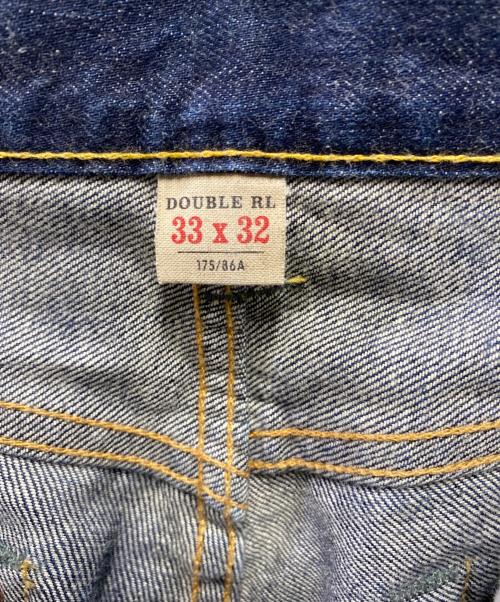 DOUBLE RL
33 x 32
175/86A